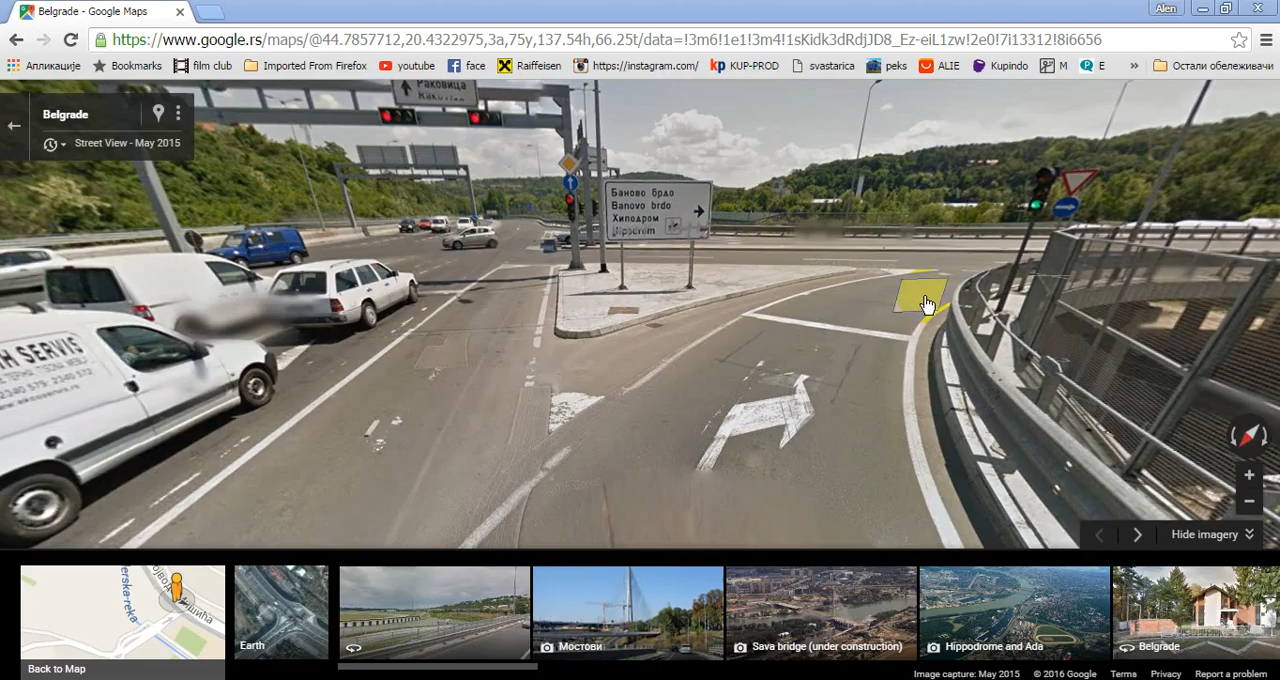 Belgrade - Google Maps
Alen
https://www.google.rs/maps/@44.7857712,20.4322975,3a,75y,137.54h,66.25t/data=!3m6!1e1!3m4!1sKidk3dRdjJD8_Ez-eiL1zw!2e0!7i13312!8i6656
Апликације
Bookmarks
film club
Imported From Firefox
youtube
face
Raiffeisen
https://instagram.com/
KUP-PROD
svastarica
peks
ALIE
Kupindo
M
E
Остали обележивачи
Belgrade
Street View - May 2015
Раковица
Баново брдо
Banovo brdo
Хиподром
Hipodrom
SERVIS
Hide imagery
Back to Map
Earth
Мостови
Sava bridge (under construction)
Hippodrome and Ada
Belgrade
Image capture: May 2015 © 2016 Google Terms Privacy Report a problem